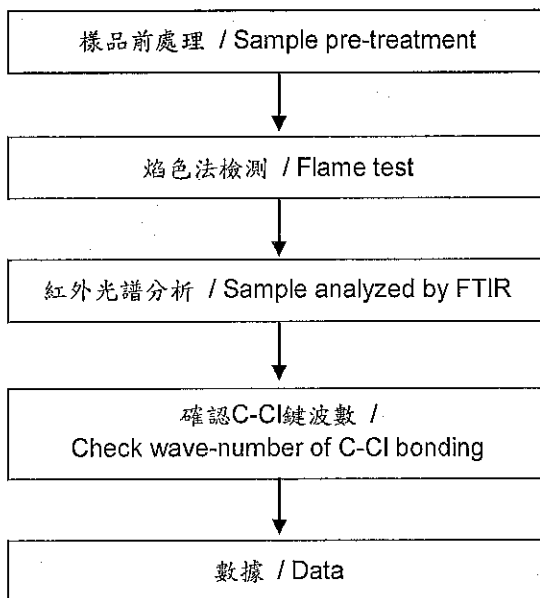 樣品前處理 / Sample pre-treatment
焰色法檢測 / Flame test
紅外光譜分析 / Sample analyzed by FTIR
確認C-Cl鍵波數 /
Check wave-number of C-Cl bonding
數據 / Data